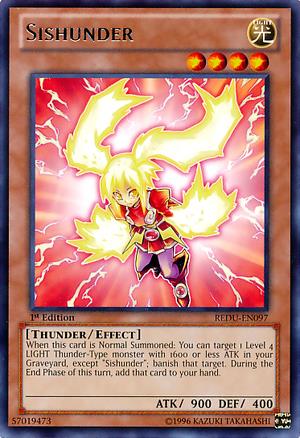 SISHUNDER
LIGHT
光
1st Edition
REDU-EN097
[THUNDER/EFFECT]
When this card is Normal Summoned: You can target 1 Level 4
LIGHT Thunder-Type monster with 1600 or less ATK in your
Graveyard, except "Sishunder"; banish that target. During the
End Phase of this turn, add that card to your hand.
ATK/ 900 DEF/ 400
57019473
©1996 KAZUKI TAKAHASHI